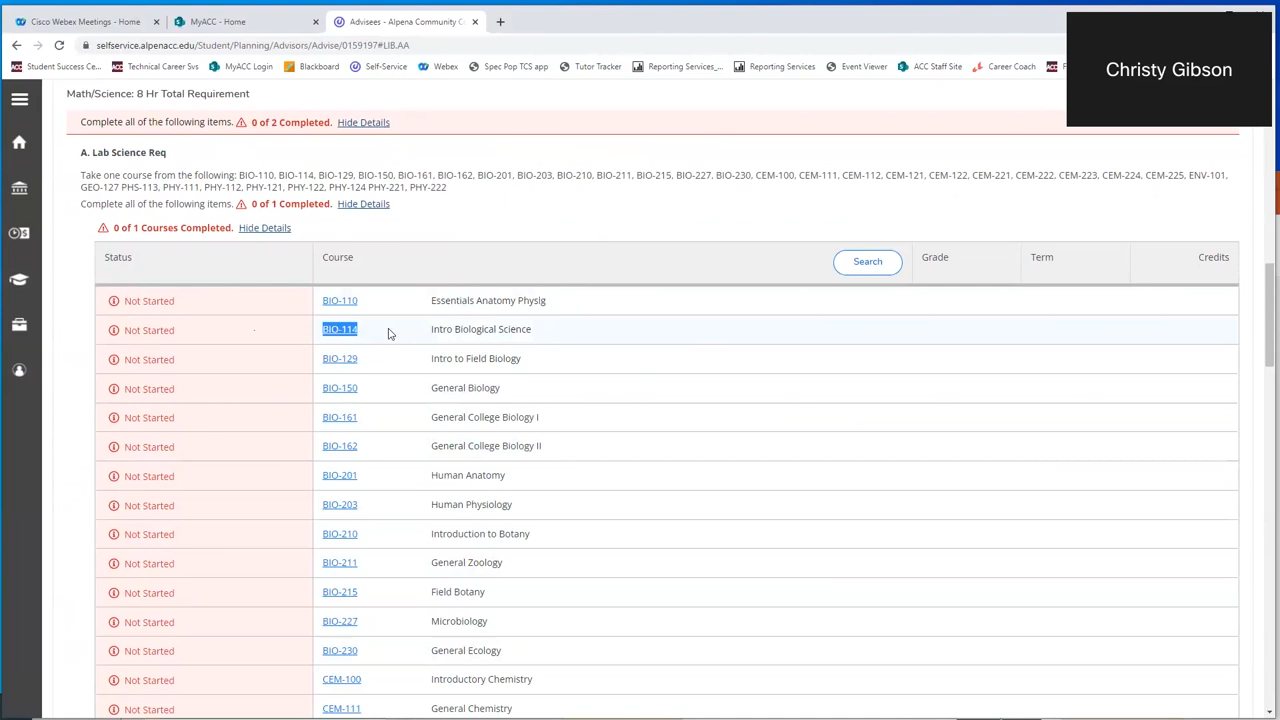 Cisco Webex Meetings - Home
MyACC - Home
Advisees - Alpena Community C
selfservice.alpenacc.edu/Student/Planning/Advisors/Advise/0159197#LIB.AA
Student Success Ce... Technical Career Svs MyACC Login Blackboard Self-Service Webex Spec Pop TCS app Tutor Tracker Reporting Services_... Reporting Services Event Viewer ACC Staff Site Career Coach
Christy Gibson
Math/Science: 8 Hr Total Requirement
Complete all of the following items. 0 of 2 Completed. Hide Details
A. Lab Science Req
Take one course from the following: BIO-110, BIO-114, BIO-129, BIO-150, BIO-161, BIO-162, BIO-201, BIO-203, BIO-210, BIO-211, BIO-215, BIO-227, BIO-230, CEM-100, CEM-111, CEM-112, CEM-121, CEM-122, CEM-221, CEM-222. CEM-223, CEM-224, CEM-225, ENV-101,
GEO-127 PHS-113, PHY-111, PHY-112, PHY-121, PHY-122, PHY-124 PHY-221, PHY-222
Complete all of the following items. 0 of 1 Completed. Hide Details
0 of 1 Courses Completed. Hide Details
Status Course Search Grade Term Credits
Not Started BIO-110 Essentials Anatomy Physlg
Not Started BIO-114 Intro Biological Science
Not Started BIO-129 Intro to Field Biology
Not Started BIO-150 General Biology
Not Started BIO-161 General College Biology I
Not Started BIO-162 General College Biology II
Not Started BIO-201 Human Anatomy
Not Started BIO-203 Human Physiology
Not Started BIO-210 Introduction to Botany
Not Started BIO-211 General Zoology
Not Started BIO-215 Field Botany
Not Started BIO-227 Microbiology
Not Started BIO-230 General Ecology
Not Started CEM-100 Introductory Chemistry
Not Started CEM-111 General Chemistry